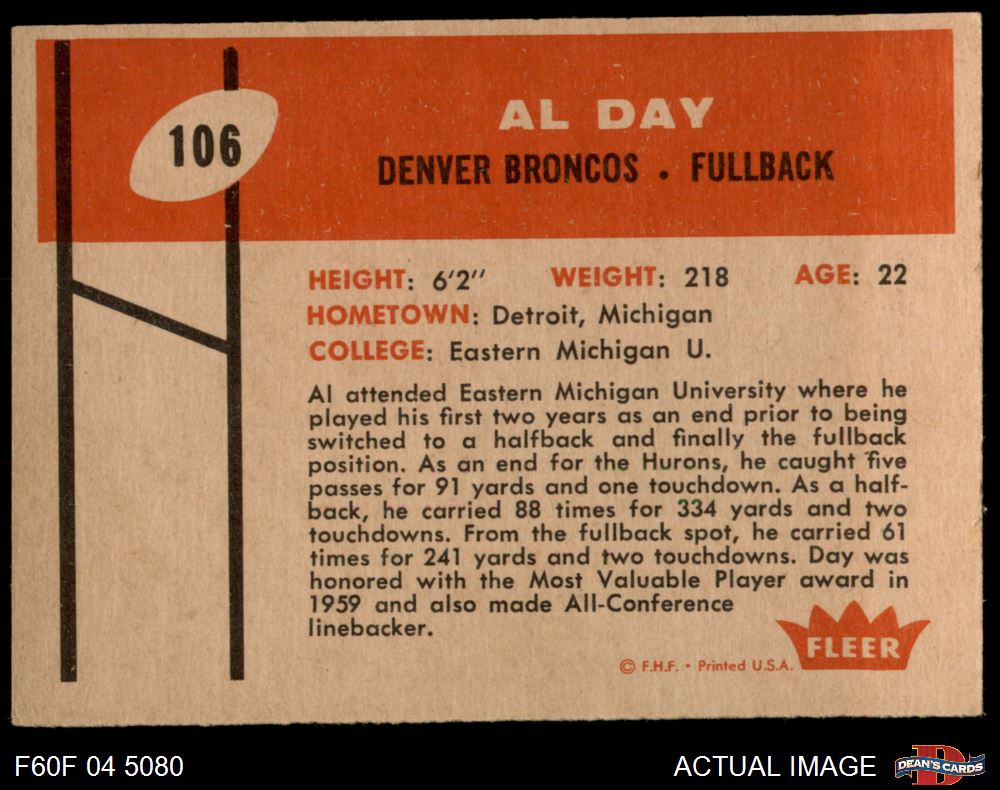 106
AL DAY
DENVER BRONCOS . FULLBACK
HEIGHT: 6'2" WEIGHT: 218 AGE: 22
HOMETOWN: Detroit, Michigan
COLLEGE: Eastern Michigan U.
Al attended Eastern Michigan University where he
played his first two years as an end prior to being
switched to a halfback and finally the fullback
position. As an end for the Hurons, he caught five
passes for 91 yards and one touchdown. As a half-
back, he carried 88 times for 334 yards and two
touchdowns. From the fullback spot, he carried 61
times for 241 yards and two touchdowns. Day was
honored with the Most Valuable Player award in
1959 and also made All-Conference
linebacker.
FLEER
© F.H.F. • Printed U.S.A.
F60F 04 5080
ACTUAL IMAGE
D
DEAN'S CARDS